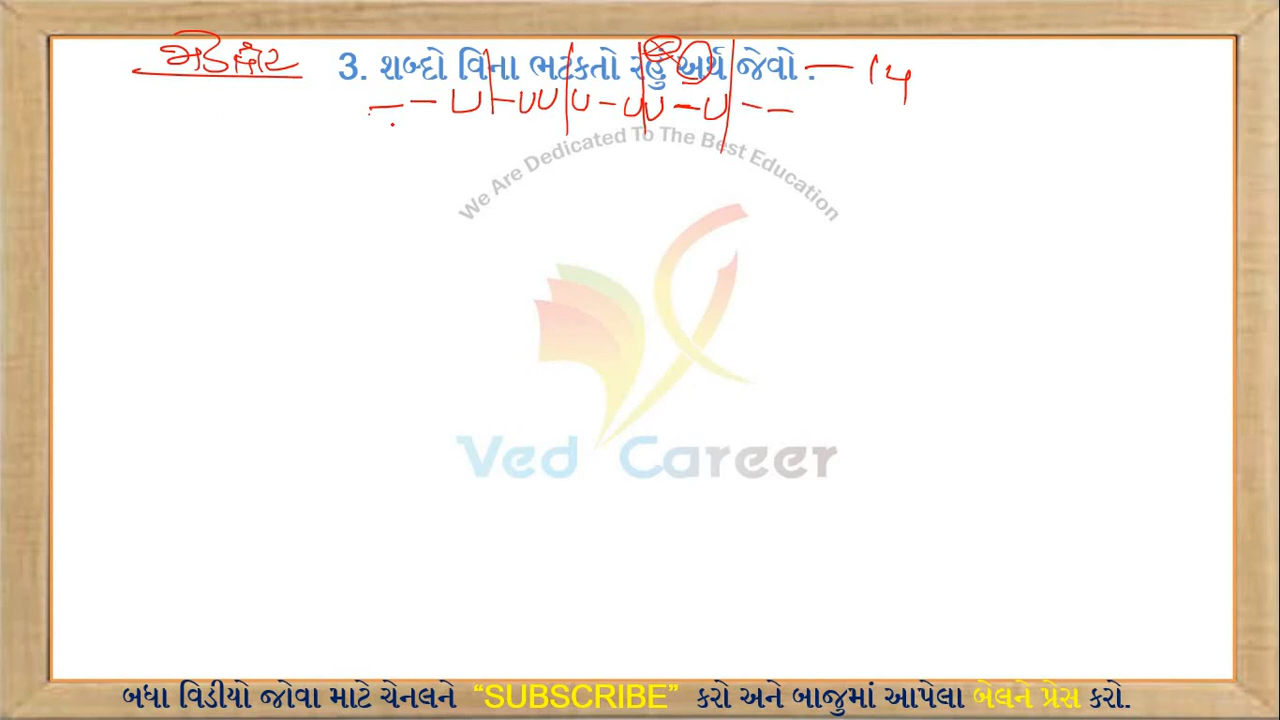 3. શબ્દો વિના ભટકતો રહું અર્થ જેવો . — 14
We Are Dedicated To The Best Education
Ved Career
બધા વિડીયો જોવા માટે ચેનલને “SUBSCRIBE” કરો અને બાજુમાં આપેલા બેલને પ્રેસ કરો.